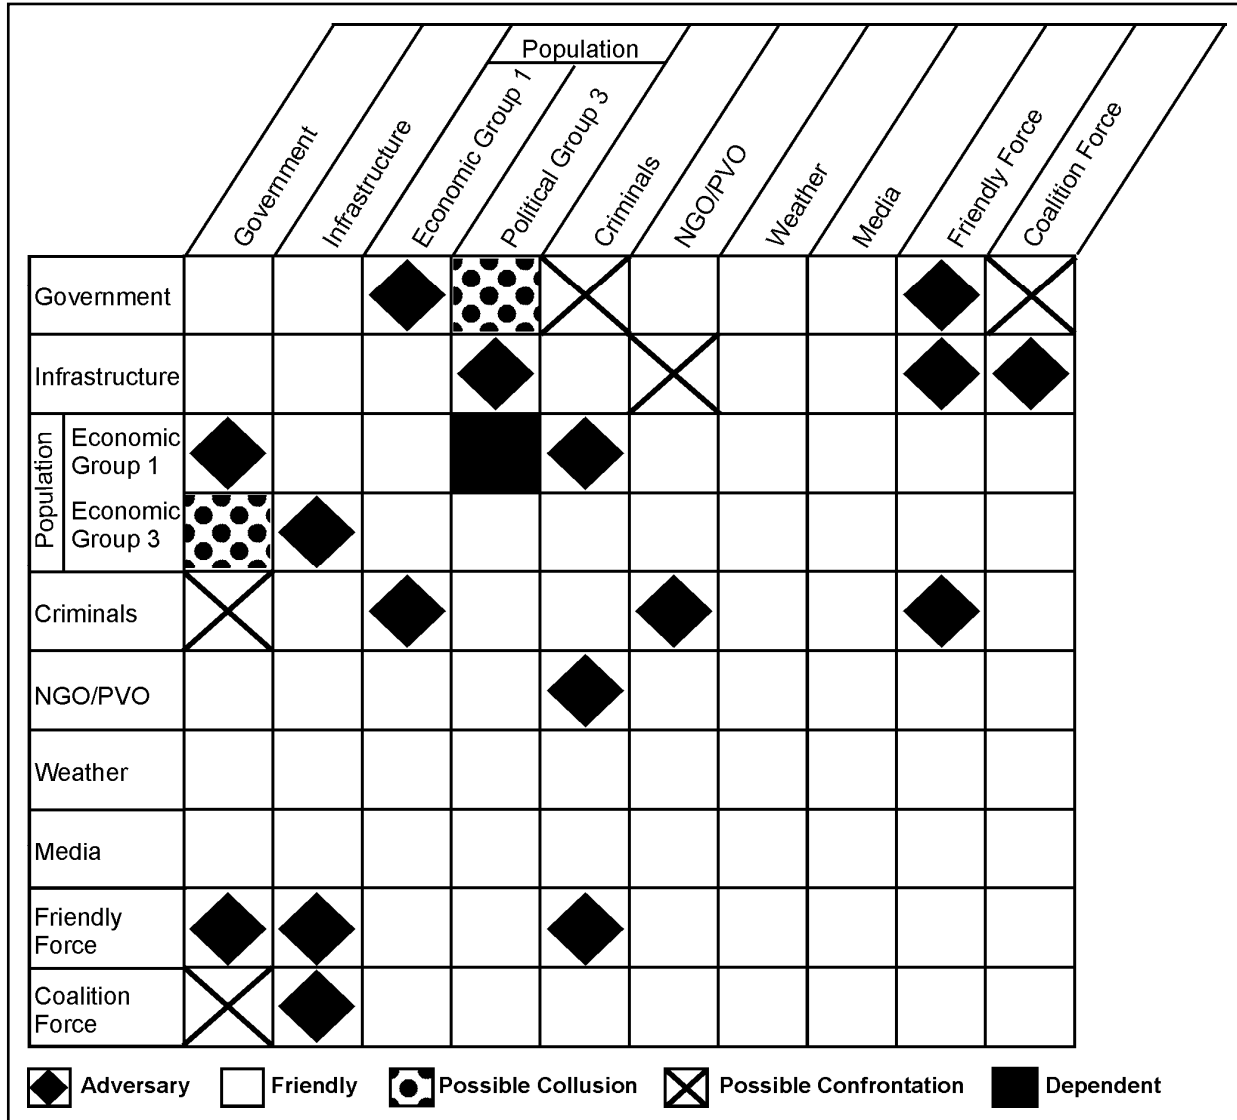 Population
Government
Infrastructure
Economic Group 1
Political Group 3
Criminals
NGO/PVO
Weather
Media
Friendly Force
Coalition Force
Government
Infrastructure
Population
Economic
Group 1
Economic
Group 3
Criminals
NGO/PVO
Weather
Media
Friendly
Force
Coalition
Force
Adversary
Friendly
Possible Collusion
Possible Confrontation
Dependent